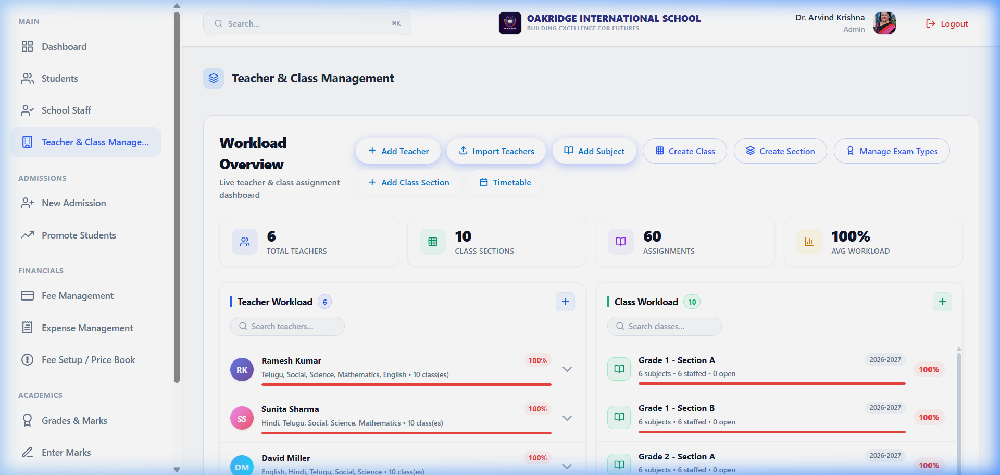 MAIN
Dashboard
Students
School Staff
Teacher & Class Manage...
ADMISSIONS
New Admission
Promote Students
FINANCIALS
Fee Management
Expense Management
Fee Setup / Price Book
ACADEMICS
Grades & Marks
Enter Marks
Search...
⌘K
OAKRIDGE INTERNATIONAL SCHOOL
BUILDING EXCELLENCE FOR FUTURES
Dr. Arvind Krishna
Admin
Logout
Teacher & Class Management
Workload
Overview
Live teacher & class assignment
dashboard
Add Teacher
Import Teachers
Add Subject
Create Class
Create Section
Manage Exam Types
Add Class Section
Timetable
6
TOTAL TEACHERS
10
CLASS SECTIONS
60
ASSIGNMENTS
100%
AVG WORKLOAD
Teacher Workload 6
Search teachers...
RK
Ramesh Kumar
100%
Telugu, Social, Science, Mathematics, English • 10 class(es)
SS
Sunita Sharma
100%
Hindi, Telugu, Social, Science, Mathematics • 10 class(es)
DM
David Miller
100%
English, Hindi, Telugu, Social, Science • 10 class(es)
Class Workload 10
Search classes...
Grade 1 - Section A
2026-2027
6 subjects • 6 staffed • 0 open
100%
Grade 1 - Section B
2026-2027
6 subjects • 6 staffed • 0 open
100%
Grade 2 - Section A
2026-2027
6 subjects • 6 staffed • 0 open
100%